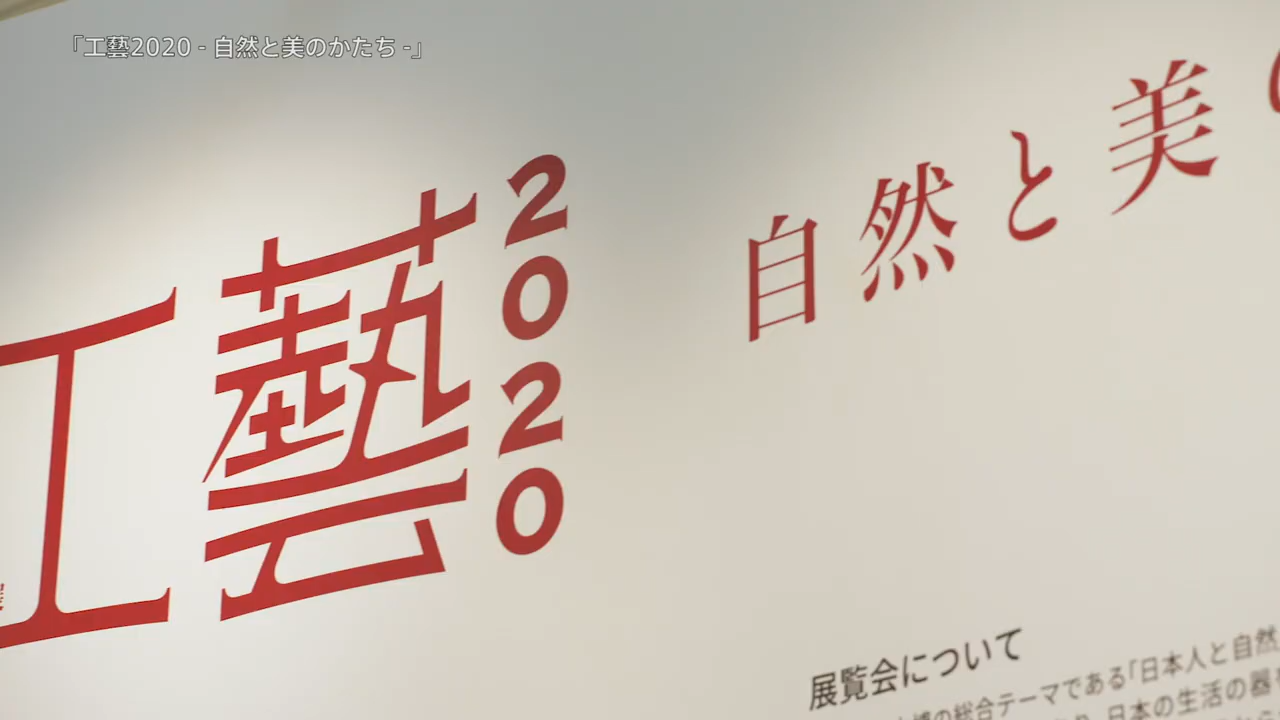 『工藝2020 - 自然と美のかたち -』
工藝
2020
自然と美
展覧会について
の総合テーマである「日本人と自然
日本の生活の器